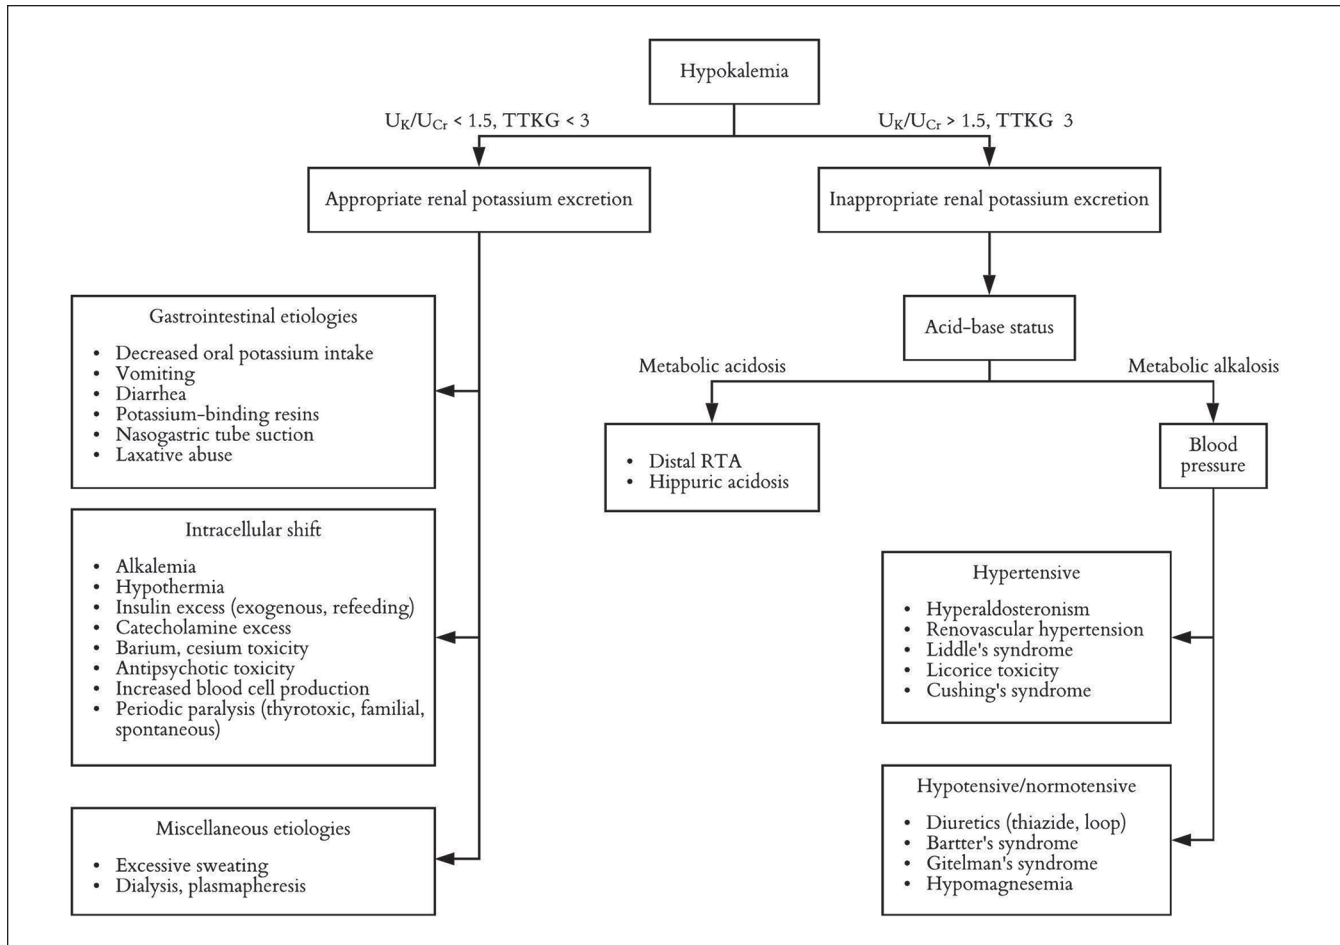 Hypokalemia
U_K/U_Cr < 1.5, TTKG < 3
U_K/U_Cr > 1.5, TTKG 3
Appropriate renal potassium excretion
Inappropriate renal potassium excretion
Gastrointestinal etiologies
• Decreased oral potassium intake
• Vomiting
• Diarrhea
• Potassium-binding resins
• Nasogastric tube suction
• Laxative abuse
Intracellular shift
• Alkalemia
• Hypothermia
• Insulin excess (exogenous, refeeding)
• Catecholamine excess
• Barium, cesium toxicity
• Antipsychotic toxicity
• Increased blood cell production
• Periodic paralysis (thyrotoxic, familial,
spontaneous)
Miscellaneous etiologies
• Excessive sweating
• Dialysis, plasmapheresis
Acid-base status
Metabolic acidosis
Metabolic alkalosis
• Distal RTA
• Hippuric acidosis
Blood
pressure
Hypertensive
• Hyperaldosteronism
• Renovascular hypertension
• Liddle's syndrome
• Licorice toxicity
• Cushing's syndrome
Hypotensive/normotensive
• Diuretics (thiazide, loop)
• Bartter's syndrome
• Gitelman's syndrome
• Hypomagnesemia